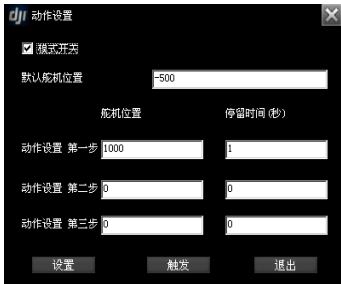 dji 动作设置
模式开关
默认舵机位置 -500
舵机位置 停留时间(秒)
动作设置 第一步 1000 1
动作设置 第二步 0 0
动作设置 第三步 0 0
设置 触发 退出